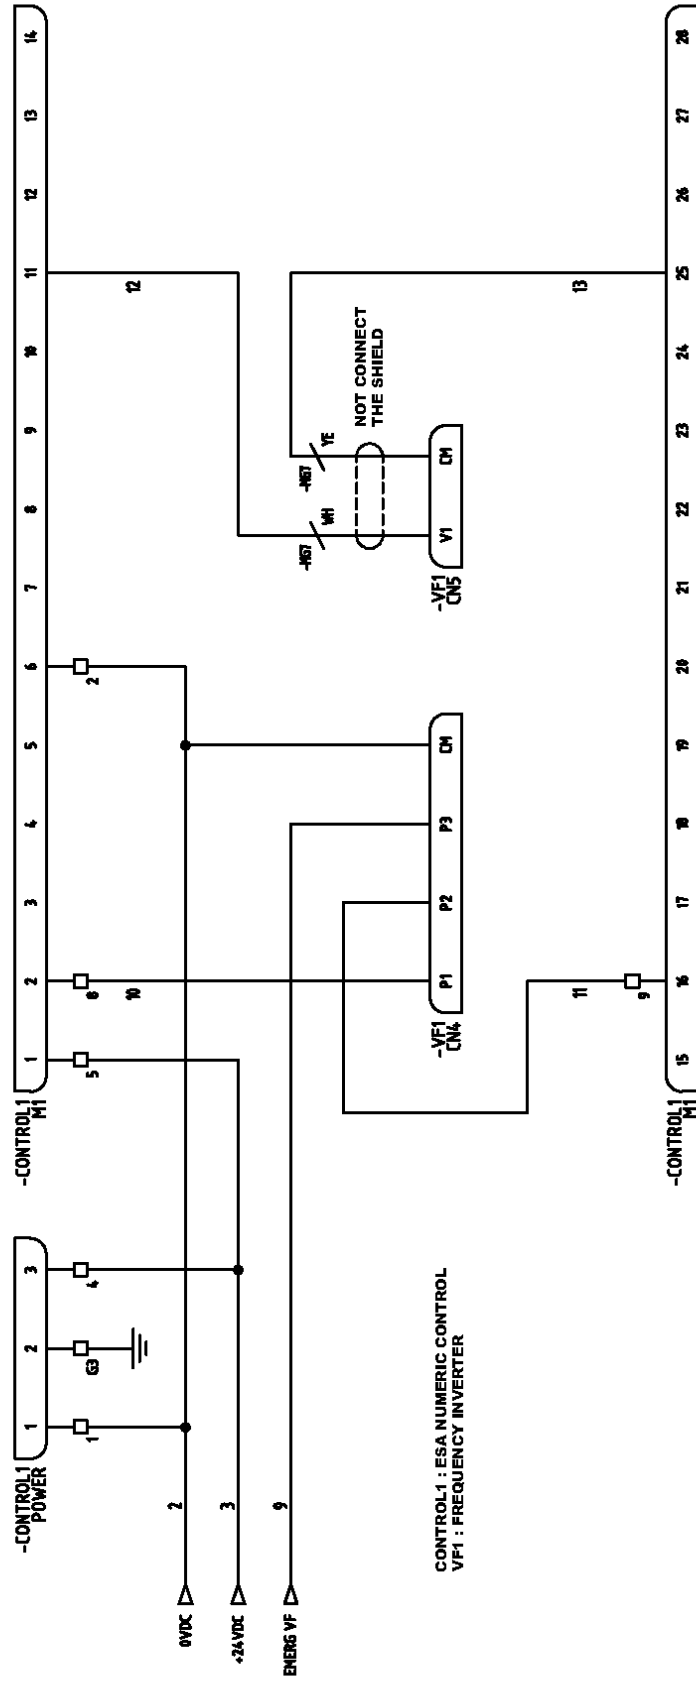 -CONTROL1
POWER
1
2
3
-CONTROL1
M1
1
2
3
4
5
6
7
8
9
10
11
12
13
14
1
G3
4
5
8
2
10
12
0VDC
2
+24VDC
3
EMERG VF
9
-MG7
WH
-MG7
YE
NOT CONNECT
THE SHIELD
-VF1
CN4
P1
P2
P3
CM
-VF1
CN5
V1
CM
CONTROL1 : ESA NUMERIC CONTROL
VF1 : FREQUENCY INVERTER
11
13
9
-CONTROL1
M1
15
16
17
18
19
20
21
22
23
24
25
26
27
28